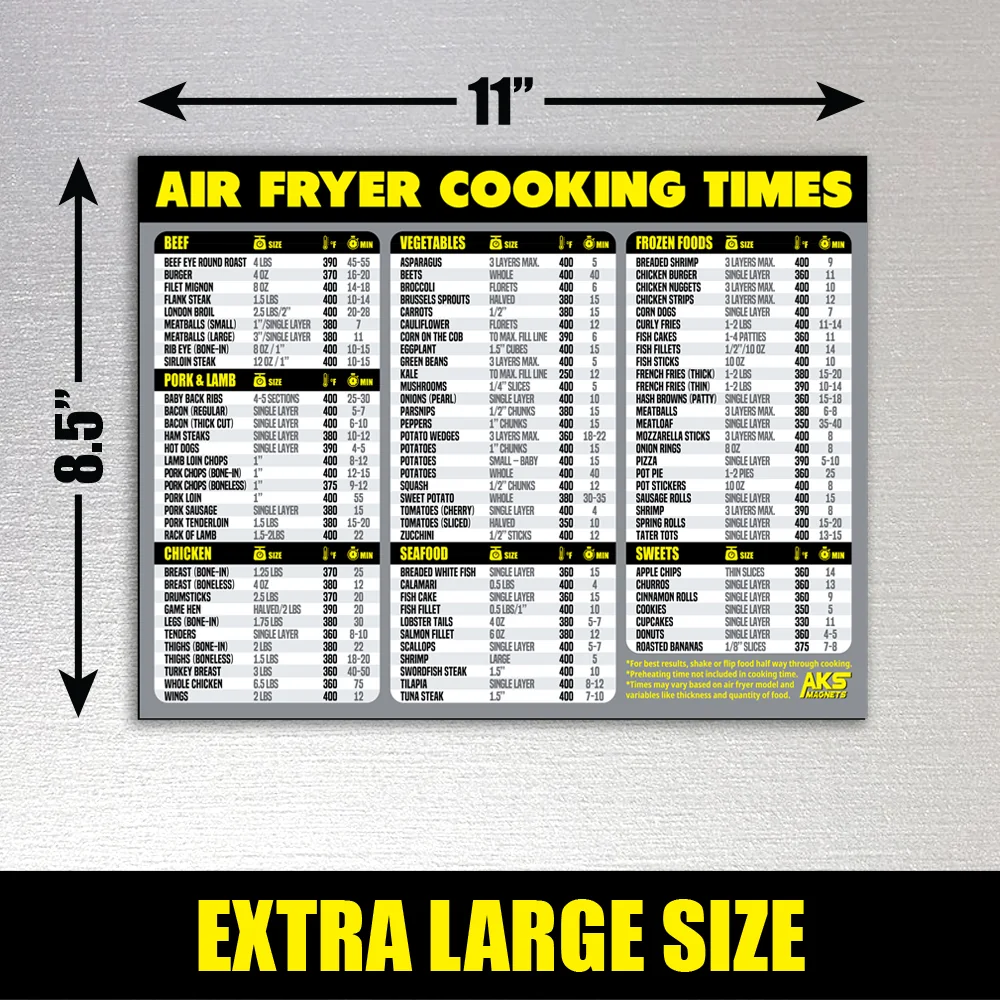 11”
8.5”
AIR FRYER COOKING TIMES
BEEF SIZE °F MIN
BEEF EYE ROUND ROAST 4 LBS 390 45-55
BURGER 4 OZ 370 16-20
FILET MIGNON 8 OZ 400 14-18
FLANK STEAK 1.5 LBS 400 10-14
LONDON BROIL 2.5 LBS/2” 400 20-28
MEATBALLS (SMALL) 1”/SINGLE LAYER 380 7
MEATBALLS (LARGE) 3”/SINGLE LAYER 380 11
RIB EYE (BONE-IN) 8 OZ / 1” 400 10-15
SIRLOIN STEAK 12 OZ / 1” 400 10-15
PORK & LAMB SIZE °F MIN
BABY BACK RIBS 4-5 SECTIONS 400 25-30
BACON (REGULAR) SINGLE LAYER 400 5-7
BACON (THICK CUT) SINGLE LAYER 400 6-10
HAM STEAKS SINGLE LAYER 380 10-12
HOT DOGS SINGLE LAYER 390 4-5
LAMB LOIN CHOPS 1” 400 8-12
PORK CHOPS (BONE-IN) 1” 400 12-15
PORK CHOPS (BONELESS) 1” 375 9-12
PORK LOIN 1” 400 55
PORK SAUSAGE SINGLE LAYER 380 15
PORK TENDERLOIN 1.5 LBS 380 15-20
RACK OF LAMB 1.5-2LBS 400 22
CHICKEN SIZE °F MIN
BREAST (BONE-IN) 1.25 LBS 370 25
BREAST (BONELESS) 4 OZ 380 12
DRUMSTICKS 2.5 LBS 370 20
GAME HEN HALVED/2 LBS 390 20
LEGS (BONE-IN) 1.75 LBS 380 30
TENDERS SINGLE LAYER 360 8-10
THIGHS (BONE-IN) 2 LBS 380 22
THIGHS (BONELESS) 1.5 LBS 380 18-20
TURKEY BREAST 3 LBS 360 40-50
WHOLE CHICKEN 6.5 LBS 360 75
WINGS 2 LBS 400 12
VEGETABLES SIZE °F MIN
ASPARAGUS 3 LAYERS MAX. 400 5
BEETS WHOLE 400 40
BROCCOLI FLORETS 400 6
BRUSSELS SPROUTS HALVED 380 15
CARROTS 1/2” 380 15
CAULIFLOWER FLORETS 400 12
CORN ON THE COB TO MAX. FILL LINE 390 6
EGGPLANT 1.5” CUBES 400 15
GREEN BEANS 3 LAYERS MAX. 400 5
KALE TO MAX. FILL LINE 250 12
MUSHROOMS 1/4” SLICES 400 5
ONIONS (PEARL) SINGLE LAYER 400 10
PARSNIPS 1/2” CHUNKS 380 15
PEPPERS 1” CHUNKS 400 15
POTATO WEDGES 3 LAYERS MAX. 360 18-22
POTATOES 1” CHUNKS 400 15
POTATOES SMALL – BABY 400 15
POTATOES WHOLE 400 40
SQUASH 1/2” CHUNKS 400 12
SWEET POTATO WHOLE 380 30-35
TOMATOES (CHERRY) SINGLE LAYER 400 4
TOMATOES (SLICED) HALVED 350 10
ZUCCHINI 1/2” STICKS 400 12
SEAFOOD SIZE °F MIN
BREADED WHITE FISH SINGLE LAYER 360 15
CALAMARI 0.5 LBS 400 4
FISH CAKE SINGLE LAYER 360 15
FISH FILLET 0.5 LBS/1” 400 10
LOBSTER TAILS 4 OZ 380 5-7
SALMON FILLET 6 OZ 380 12
SCALLOPS SINGLE LAYER 400 5-7
SHRIMP LARGE 400 5
SWORDFISH STEAK 1.5” 400 10
TILAPIA SINGLE LAYER 400 8-12
TUNA STEAK 1.5” 400 7-10
FROZEN FOODS SIZE °F MIN
BREADED SHRIMP 3 LAYERS MAX. 400 9
CHICKEN BURGER SINGLE LAYER 360 11
CHICKEN NUGGETS 3 LAYERS MAX. 400 10
CHICKEN STRIPS 3 LAYERS MAX. 400 12
CORN DOGS SINGLE LAYER 400 7
CURLY FRIES 1-2 LBS 400 11-14
FISH CAKES 1-4 PATTIES 360 11
FISH FILLETS 1/2”/10 OZ 400 14
FISH STICKS 10 OZ 400 10
FRENCH FRIES (THICK) 1-2 LBS 380 15-20
FRENCH FRIES (THIN) 1-2 LBS 390 10-14
HASH BROWNS (PATTY) SINGLE LAYER 360 15-18
MEATBALLS 3 LAYERS MAX. 380 6-8
MEATLOAF SINGLE LAYER 350 35-40
MOZZARELLA STICKS 3 LAYERS MAX. 400 8
ONION RINGS 8 OZ 400 8
PIZZA SINGLE LAYER 390 5-10
POT PIE 1-2 PIES 360 25
POT STICKERS 10 OZ 400 8
SAUSAGE ROLLS SINGLE LAYER 400 15
SHRIMP 3 LAYERS MAX. 390 8
SPRING ROLLS SINGLE LAYER 400 15-20
TATER TOTS SINGLE LAYER 400 13-15
SWEETS SIZE °F MIN
APPLE CHIPS THIN SLICES 360 14
CHURROS SINGLE LAYER 360 13
CINNAMON ROLLS SINGLE LAYER 360 9
COOKIES SINGLE LAYER 350 5
CUPCAKES SINGLE LAYER 330 11
DONUTS SINGLE LAYER 360 4-5
ROASTED BANANAS 1/8” SLICES 375 7-8
*For best results, shake or flip food half way through cooking.
*Preheating time not included in cooking time.
*Times may vary based on air fryer model and
variables like thickness and quantity of food.
AKS
MAGNETS
EXTRA LARGE SIZE